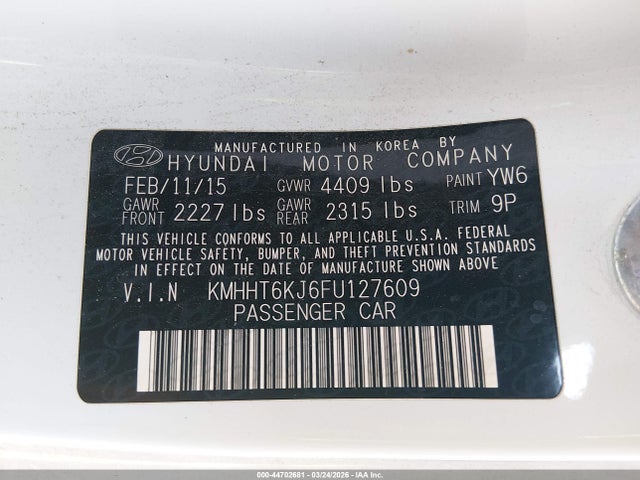 MANUFACTURED IN KOREA BY
HYUNDAI MOTOR COMPANY
FEB/11/15 GVWR 4409 lbs PAINT YW6
GAWR FRONT 2227 lbs GAWR REAR 2315 lbs TRIM 9P
THIS VEHICLE CONFORMS TO ALL APPLICABLE U.S.A. FEDERAL
MOTOR VEHICLE SAFETY, BUMPER, AND THEFT PREVENTION STANDARDS
IN EFFECT ON THE DATE OF MANUFACTURE SHOWN ABOVE.
V.I.N KMHHT6KJ6FU127609
PASSENGER CAR
000-44702681 - 03/24/2026 - IAA Inc.